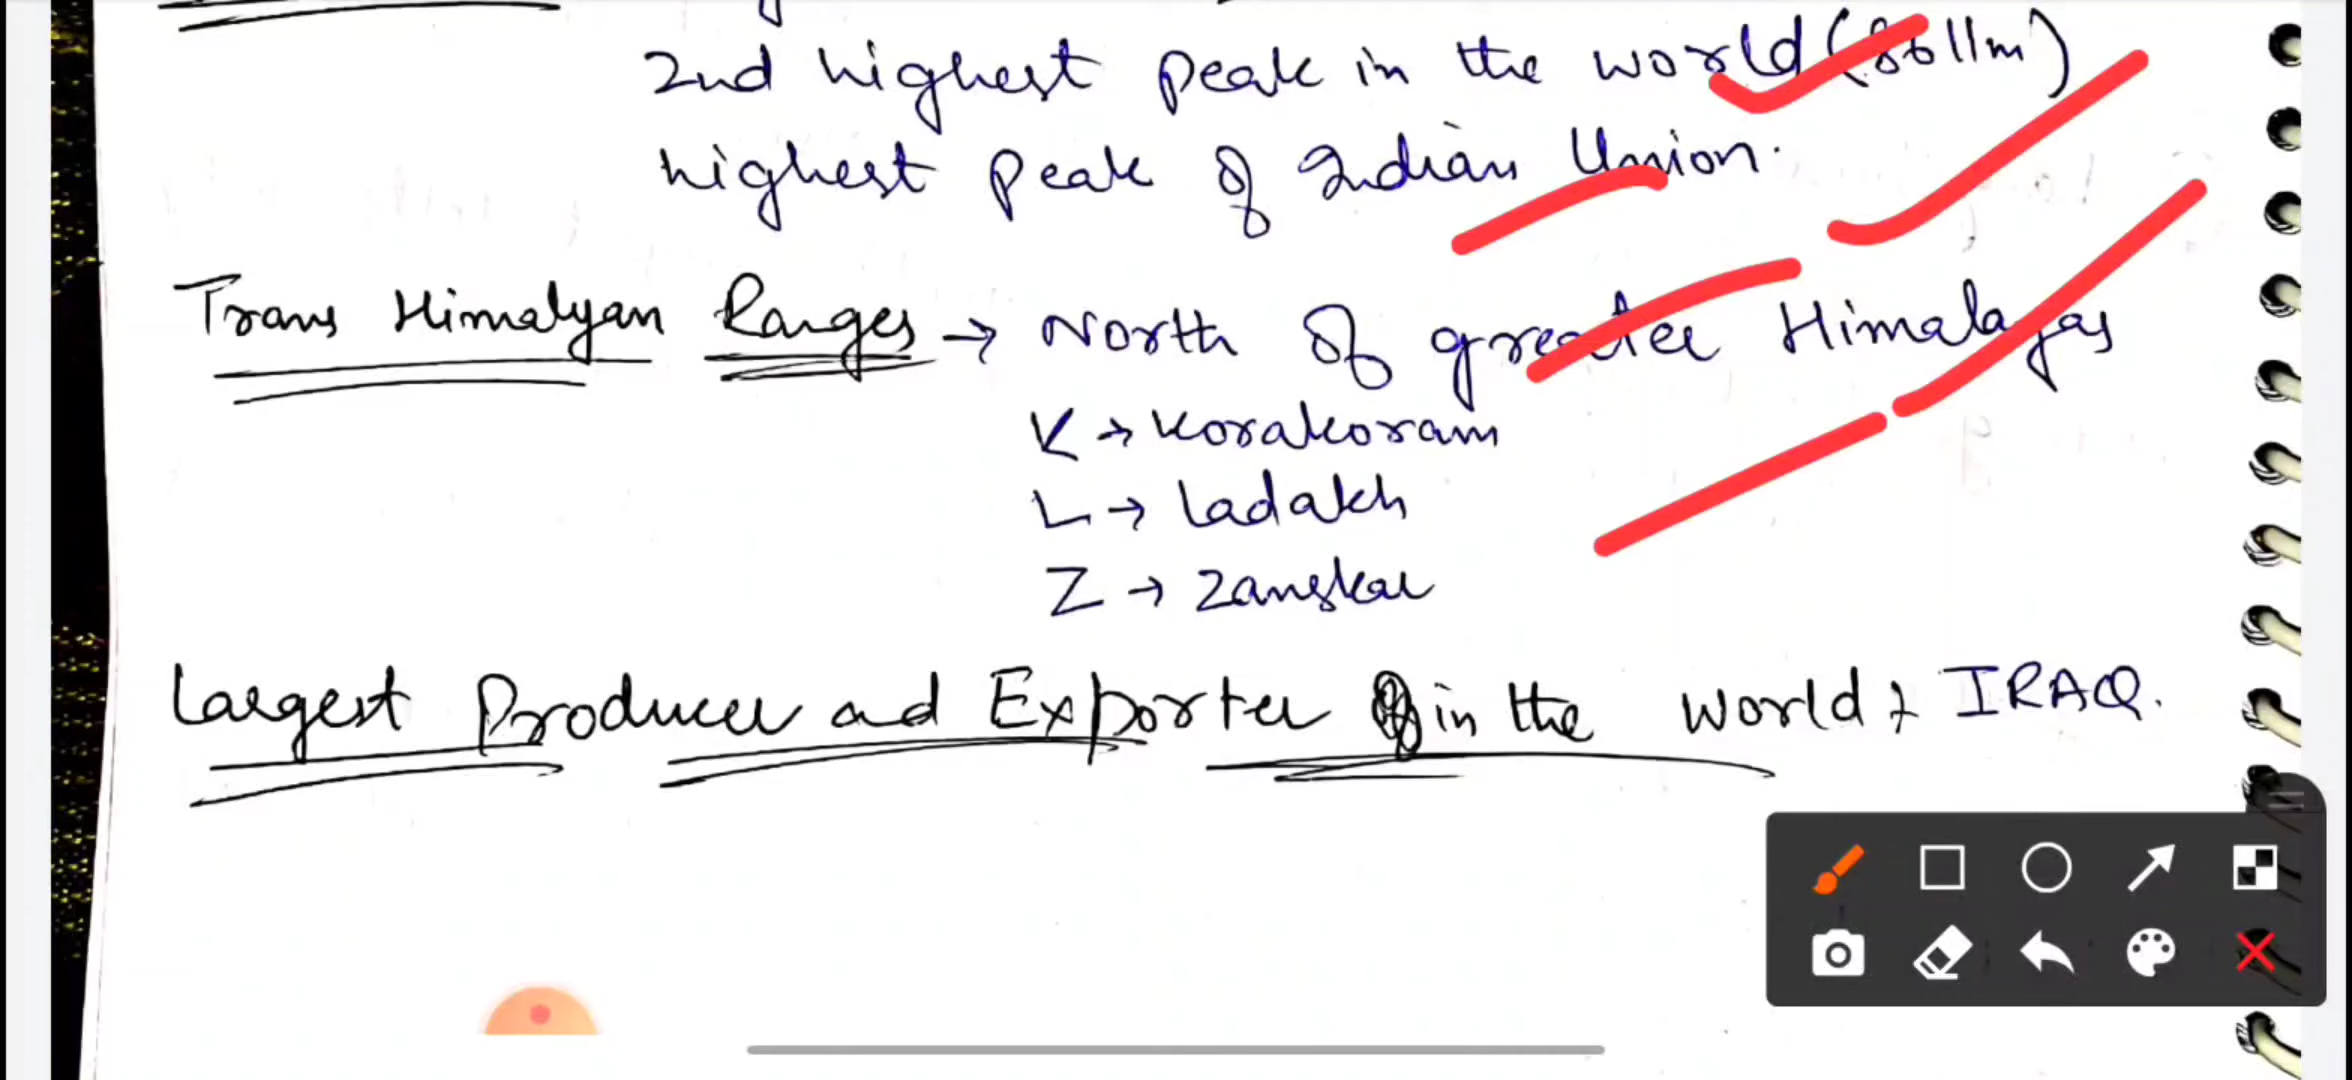 2nd highest peak in the world (8611m)
highest peak of Indian Union.
Trans Himalyan Ranges → North of greater Himalayas
K → Korakoram
L → Ladakh
Z → Zanskar
Largest Producer and Exporter in the world → IRAQ.